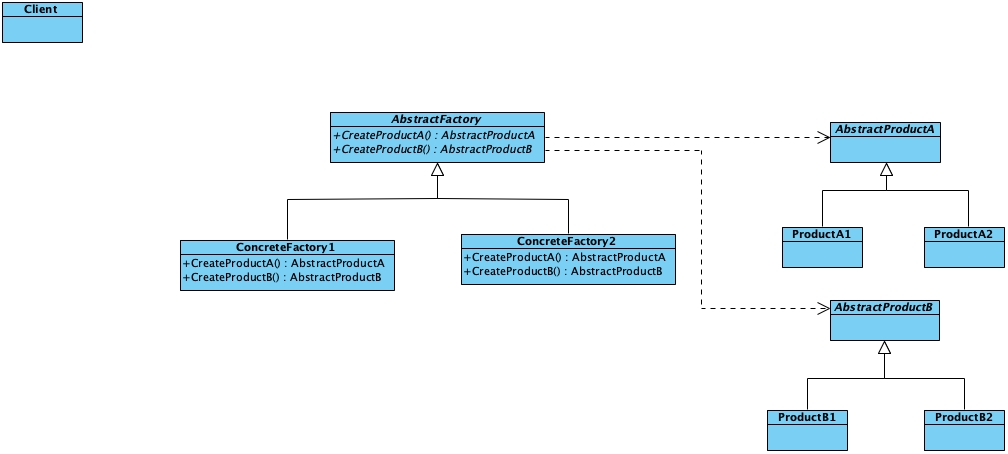 Client
AbstractFactory
+CreateProductA() : AbstractProductA
+CreateProductB() : AbstractProductB
AbstractProductA
ProductA1
ProductA2
ConcreteFactory1
+CreateProductA() : AbstractProductA
+CreateProductB() : AbstractProductB
ConcreteFactory2
+CreateProductA() : AbstractProductA
+CreateProductB() : AbstractProductB
AbstractProductB
ProductB1
ProductB2